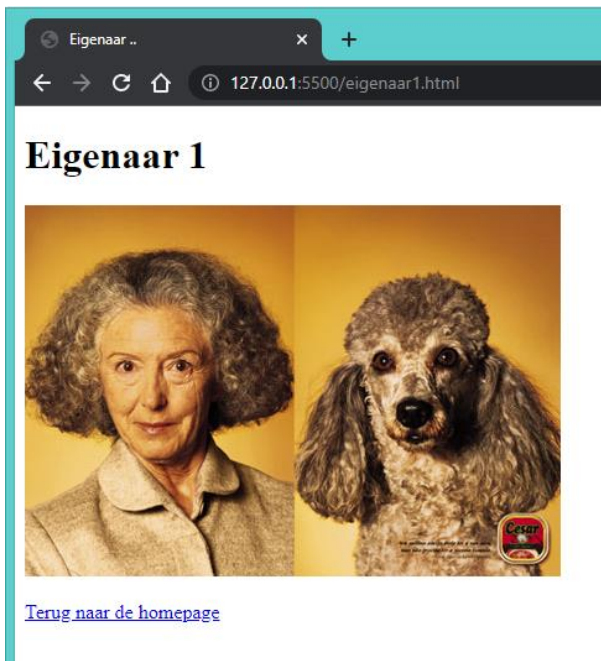 Eigenaar ..
127.0.0.1:5500/eigenaar1.html
Eigenaar 1
Cesar
Terug naar de homepage